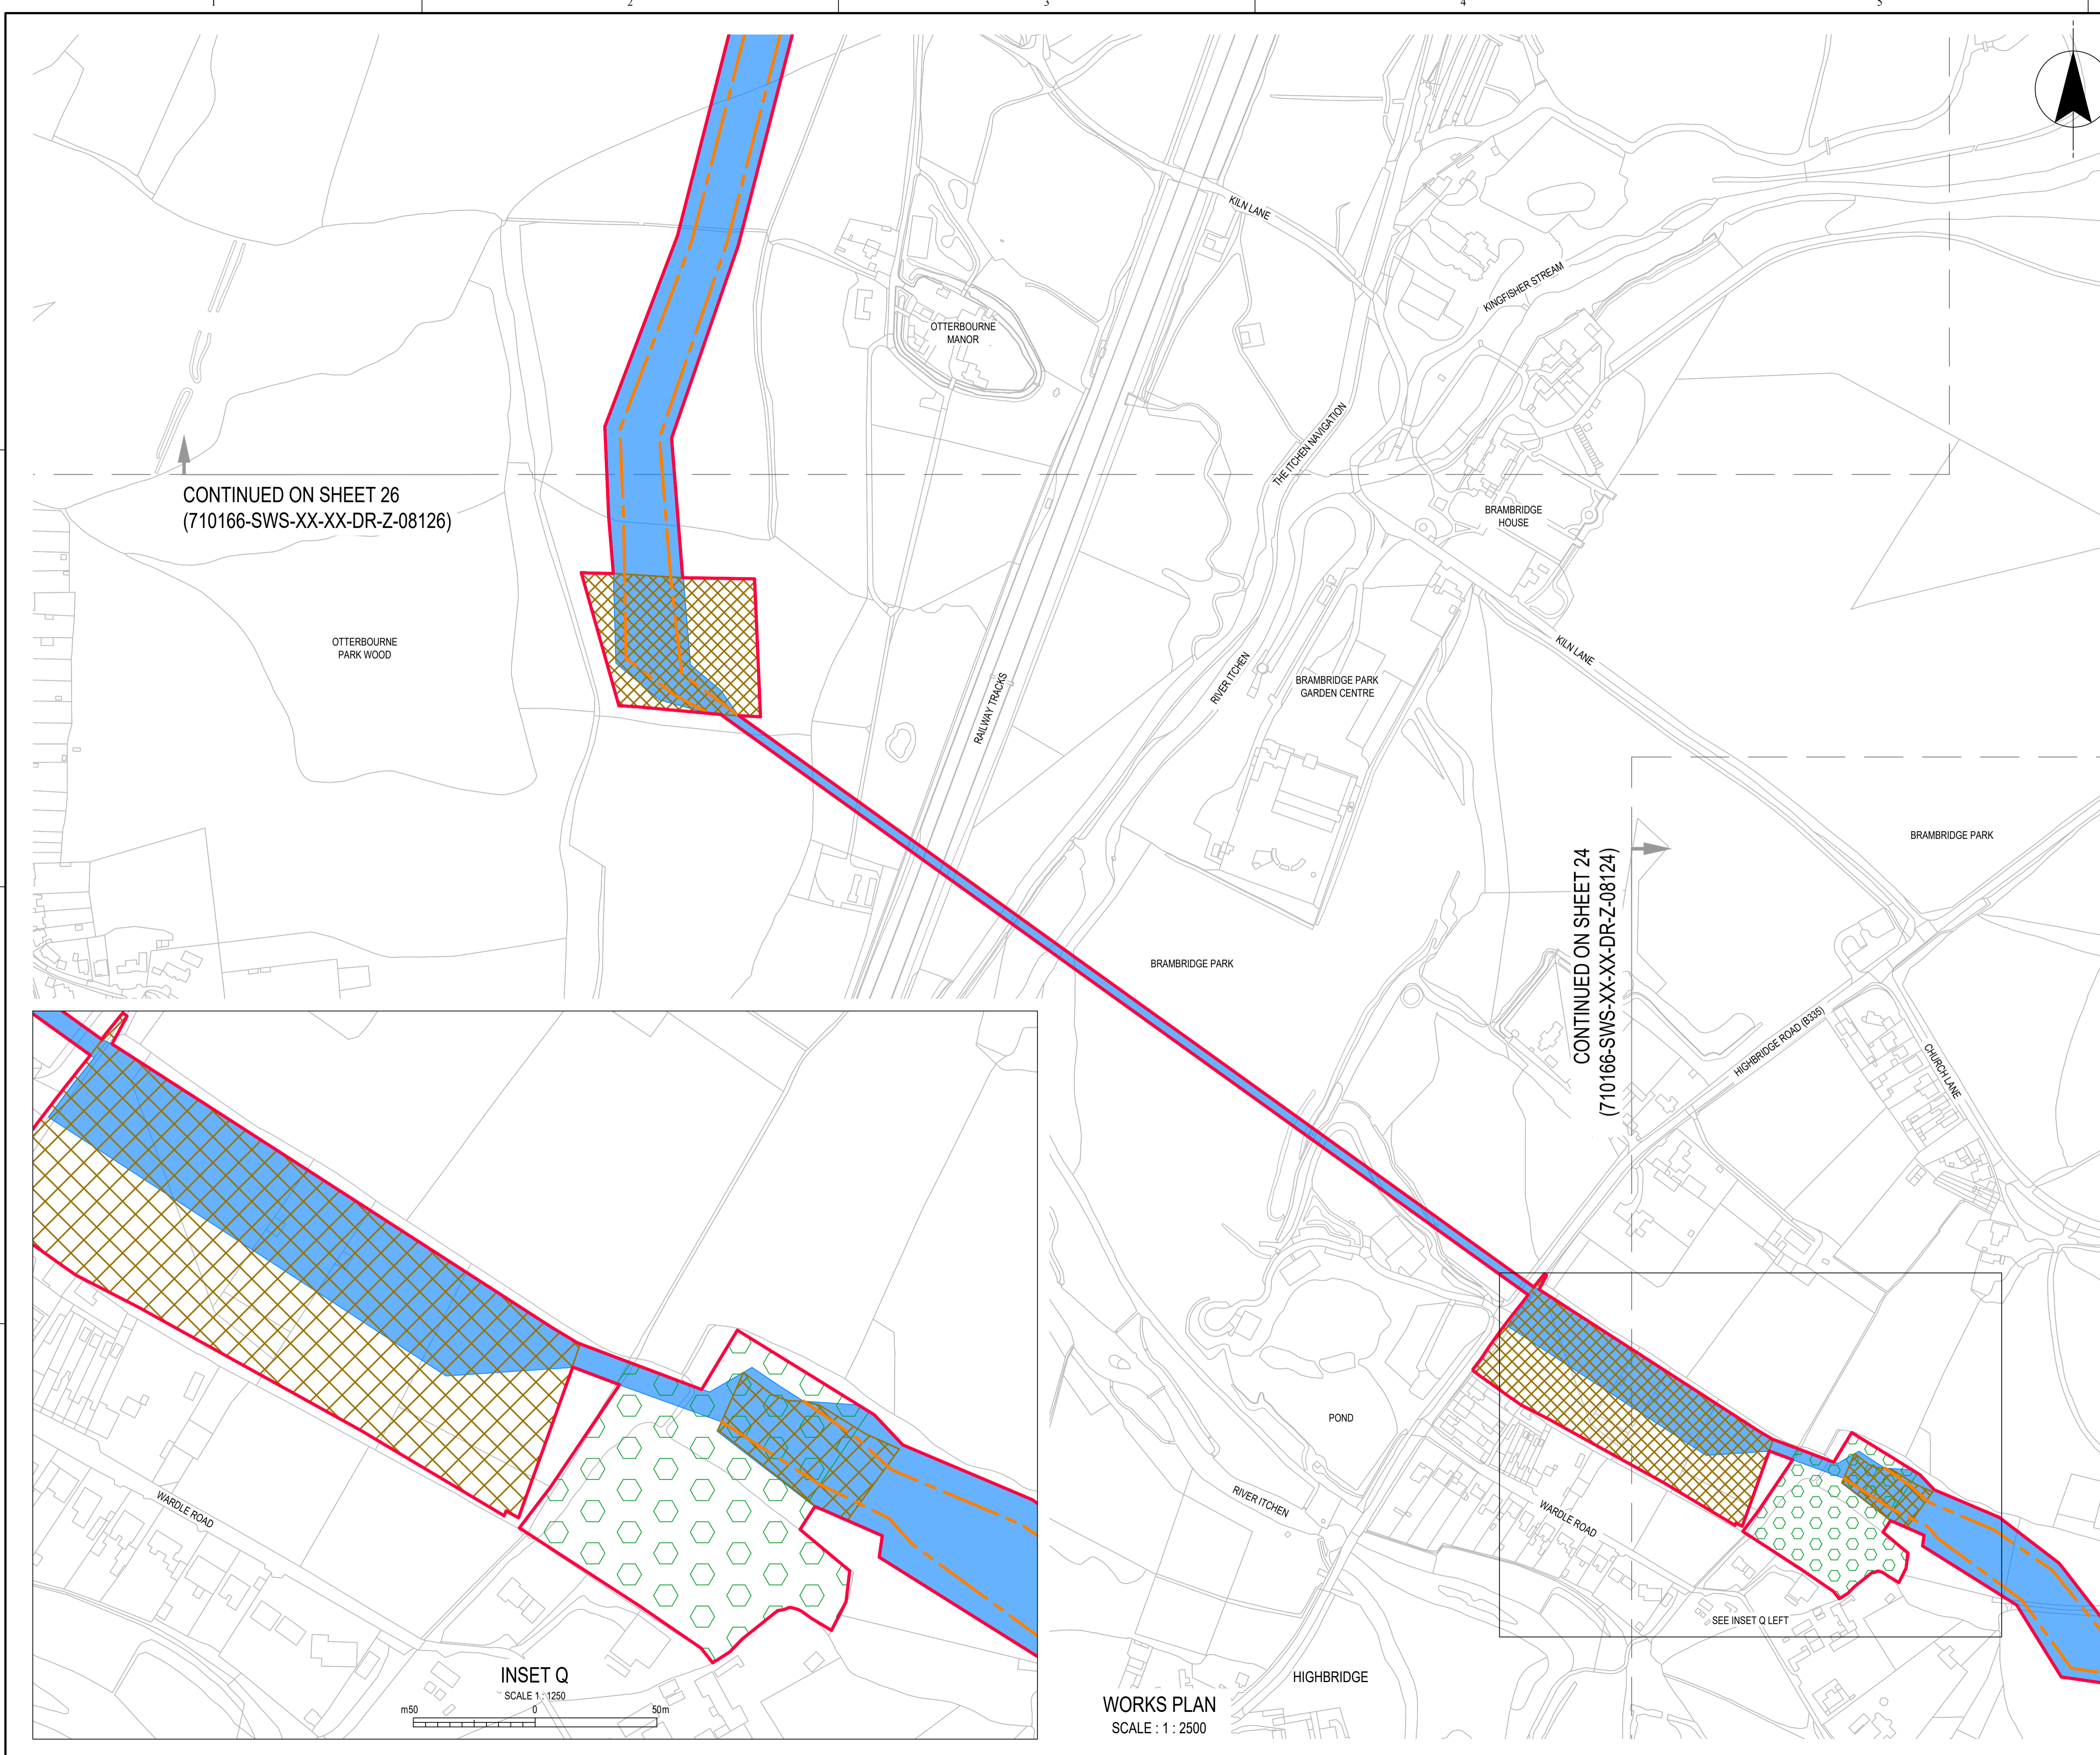 1
2
3
4
5
KILN LANE
KINGFISHER STREAM
OTTERBOURNE
MANOR
THE ITCHEN NAVIGATION
CONTINUED ON SHEET 26
(710166-SWS-XX-XX-DR-Z-08126)
BRAMBRIDGE
HOUSE
OTTERBOURNE
PARK WOOD
KILN LANE
RIVER ITCHEN
BRAMBRIDGE PARK
GARDEN CENTRE
RAILWAY TRACKS
BRAMBRIDGE PARK
CONTINUED ON SHEET 24
(710166-SWS-XX-XX-DR-Z-08124)
BRAMBRIDGE PARK
HIGHBRIDGE ROAD (B335)
CHURCH LANE
POND
RIVER ITCHEN
WARDLE ROAD
SEE INSET Q LEFT
HIGHBRIDGE
WORKS PLAN
SCALE : 1 : 2500
WARDLE ROAD
INSET Q
SCALE 1 : 1250
m50
0
50m